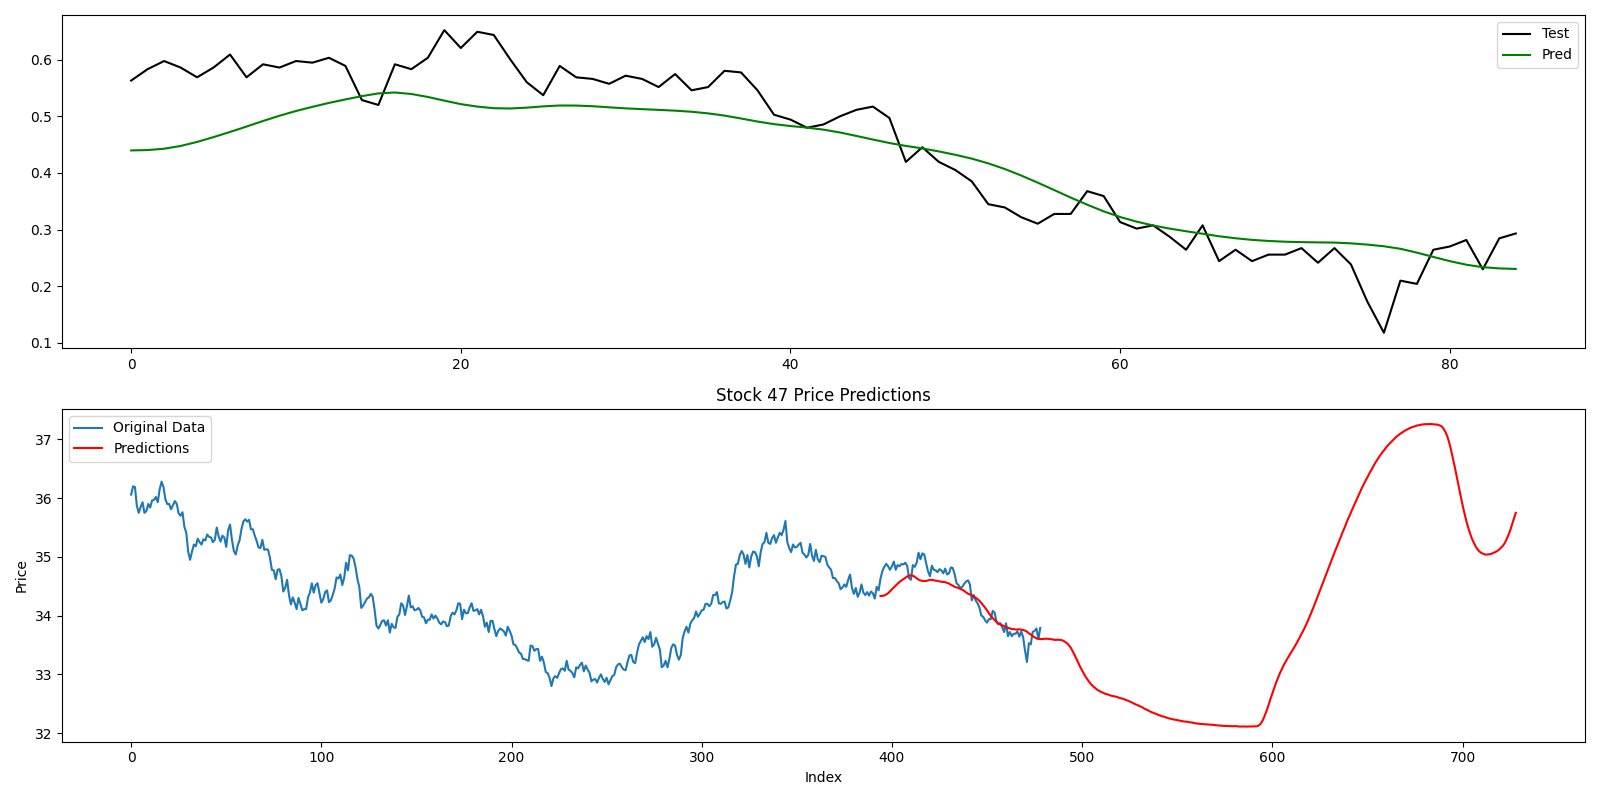 Test
Pred
0.6
0.5
0.4
0.3
0.2
0.1
0 20 40 60 80
Stock 47 Price Predictions
Original Data
Predictions
Price
37
36
35
34
33
32
0 100 200 300 400 500 600 700
Index